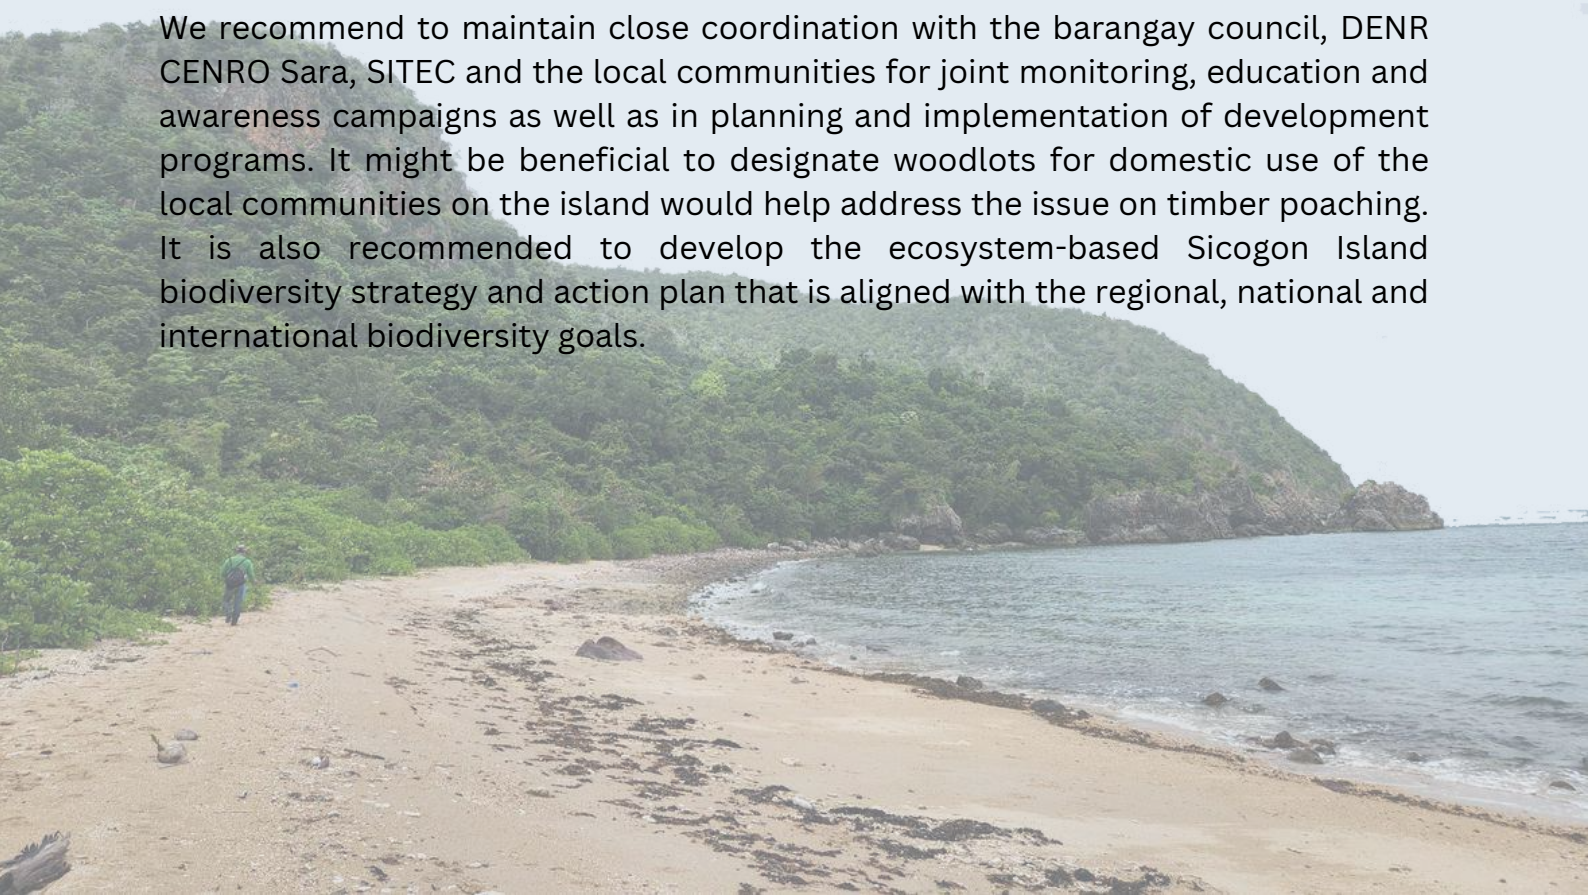 We recommend to maintain close coordination with the barangay council, DENR
CENRO Sara, SITEC and the local communities for joint monitoring, education and
awareness campaigns as well as in planning and implementation of development
programs. It might be beneficial to designate woodlots for domestic use of the
local communities on the island would help address the issue on timber poaching.
It is also recommended to develop the ecosystem-based Sicogon Island
biodiversity strategy and action plan that is aligned with the regional, national and
international biodiversity goals.